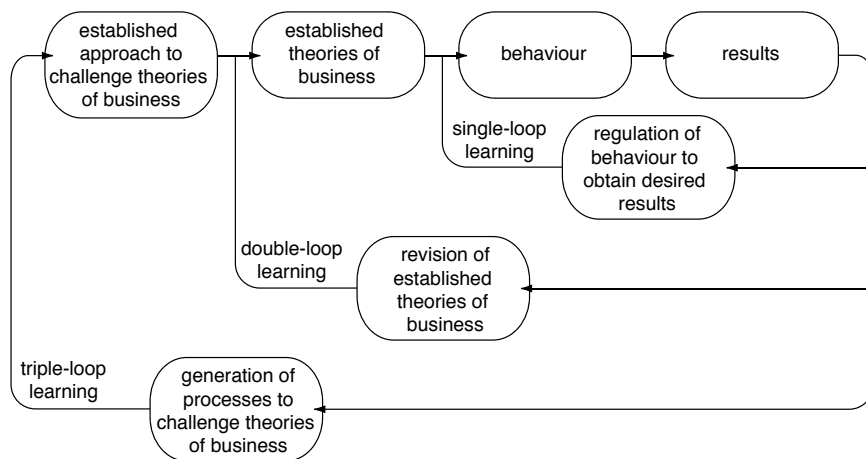 established
approach to
challenge theories
of business
established
theories of
business
behaviour
results
single-loop
learning
regulation of
behaviour to
obtain desired
results
double-loop
learning
revision of
established
theories of
business
triple-loop
learning
generation of
processes to
challenge theories
of business